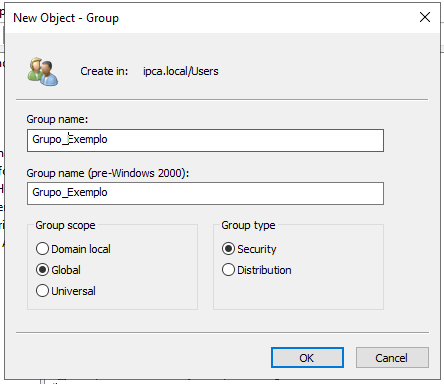 New Object - Group
Create in: ipca.local/Users
Group name:
Grupo_Exemplo
Group name (pre-Windows 2000):
Grupo_Exemplo
Group scope
Domain local
Global
Universal
Group type
Security
Distribution
OK
Cancel